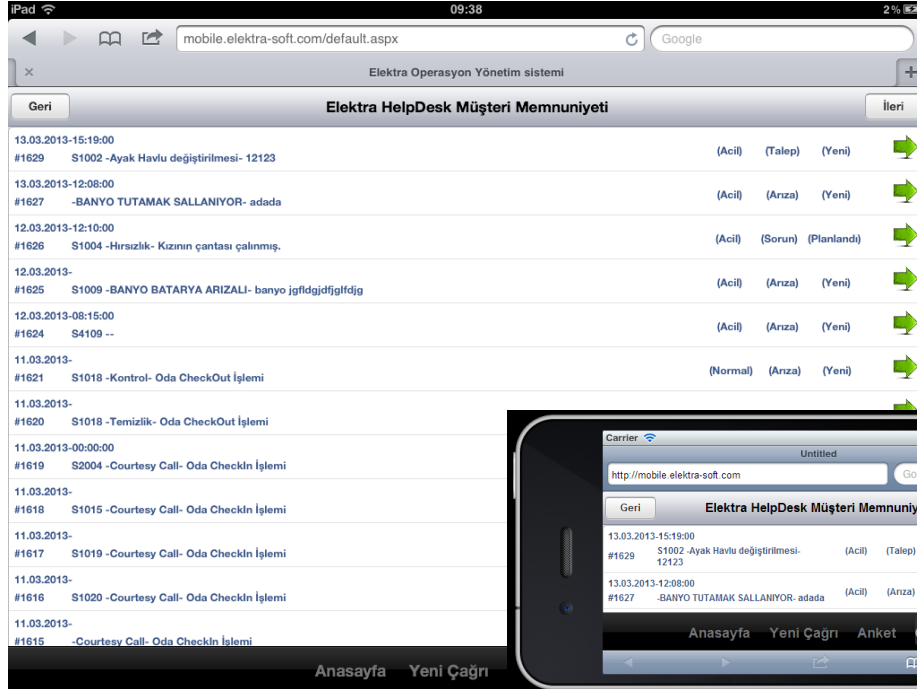 iPad 09:38 2%
mobile.elektra-soft.com/default.aspx Google
Elektra Operasyon Yönetim sistemi
Geri Elektra HelpDesk Müşteri Memnuniyeti İleri
13.03.2013-15:19:00
#1629 S1002 -Ayak Havlu değiştirilmesi- 12123 (Acil) (Talep) (Yeni)
13.03.2013-12:08:00
#1627 -BANYO TUTAMAK SALLANIYOR- adada (Acil) (Arıza) (Yeni)
12.03.2013-12:10:00
#1626 S1004 -Hırsızlık- Kızının çantası çalınmış. (Acil) (Sorun) (Planlandı)
12.03.2013-
#1625 S1009 -BANYO BATARYA ARIZALI- banyo jgfldgjdfjglfdjg (Acil) (Arıza) (Yeni)
12.03.2013-08:15:00
#1624 S4109 -- (Acil) (Arıza) (Yeni)
11.03.2013-
#1621 S1018 -Kontrol- Oda CheckOut İşlemi (Normal) (Arıza) (Yeni)
11.03.2013-
#1620 S1018 -Temizlik- Oda CheckOut İşlemi
11.03.2013-00:00:00
#1619 S2004 -Courtesy Call- Oda CheckIn İşlemi
11.03.2013-
#1618 S1015 -Courtesy Call- Oda CheckIn İşlemi
11.03.2013-
#1617 S1019 -Courtesy Call- Oda CheckIn İşlemi
11.03.2013-
#1616 S1020 -Courtesy Call- Oda CheckIn İşlemi
11.03.2013-
#1615 -Courtesy Call- Oda CheckIn İşlemi
Anasayfa Yeni Çağrı
Carrier
Untitled
http://mobile.elektra-soft.com Go
Geri Elektra HelpDesk Müşteri Memnuniy
13.03.2013-15:19:00
#1629 S1002 -Ayak Havlu değiştirilmesi- (Acil) (Talep)
12123
13.03.2013-12:08:00
#1627 -BANYO TUTAMAK SALLANIYOR- adada (Acil) (Arıza)
Anasayfa Yeni Çağrı Anket